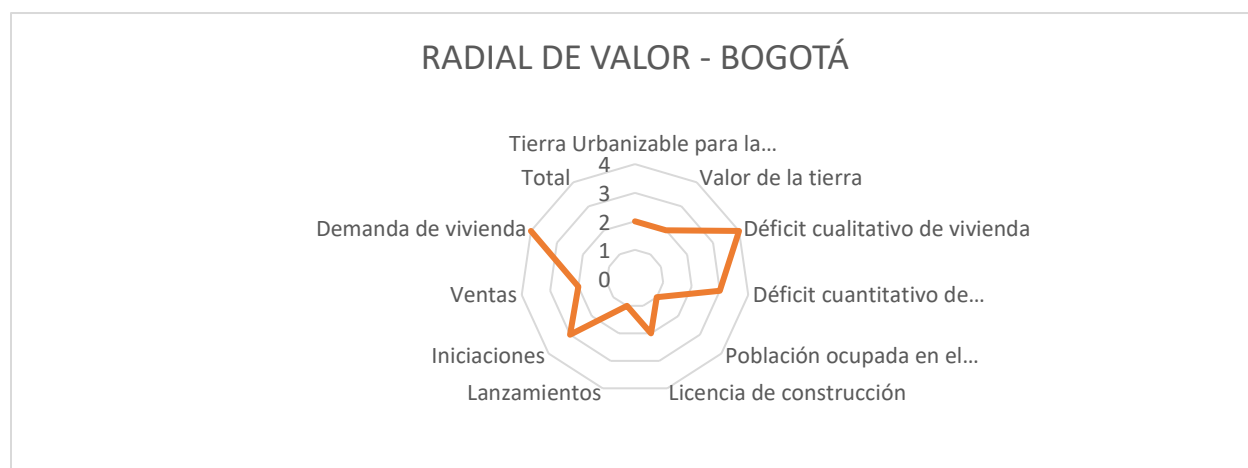 RADIAL DE VALOR - BOGOTÁ
Tierra Urbanizable para la...
4
Total
Valor de la tierra
3
Demanda de vivienda
2
Déficit cualitativo de vivienda
1
Ventas
0
Déficit cuantitativo de...
Iniciaciones
Población ocupada en el...
Lanzamientos
Licencia de construcción